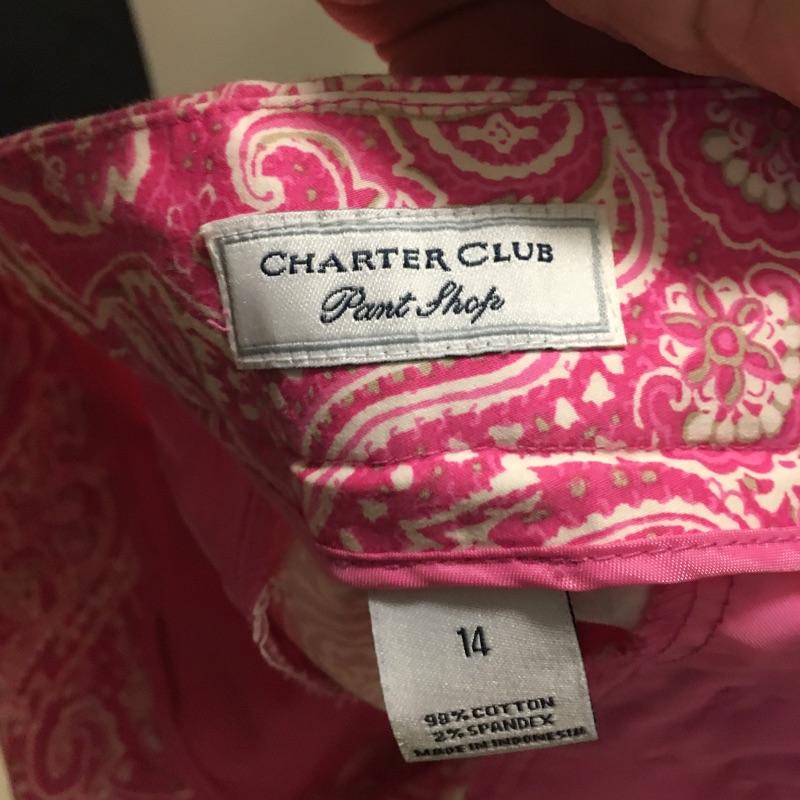 CHARTER CLUB
Pant Shop
14
98% COTTON
2% SPANDEX
MADE IN INDONESIA